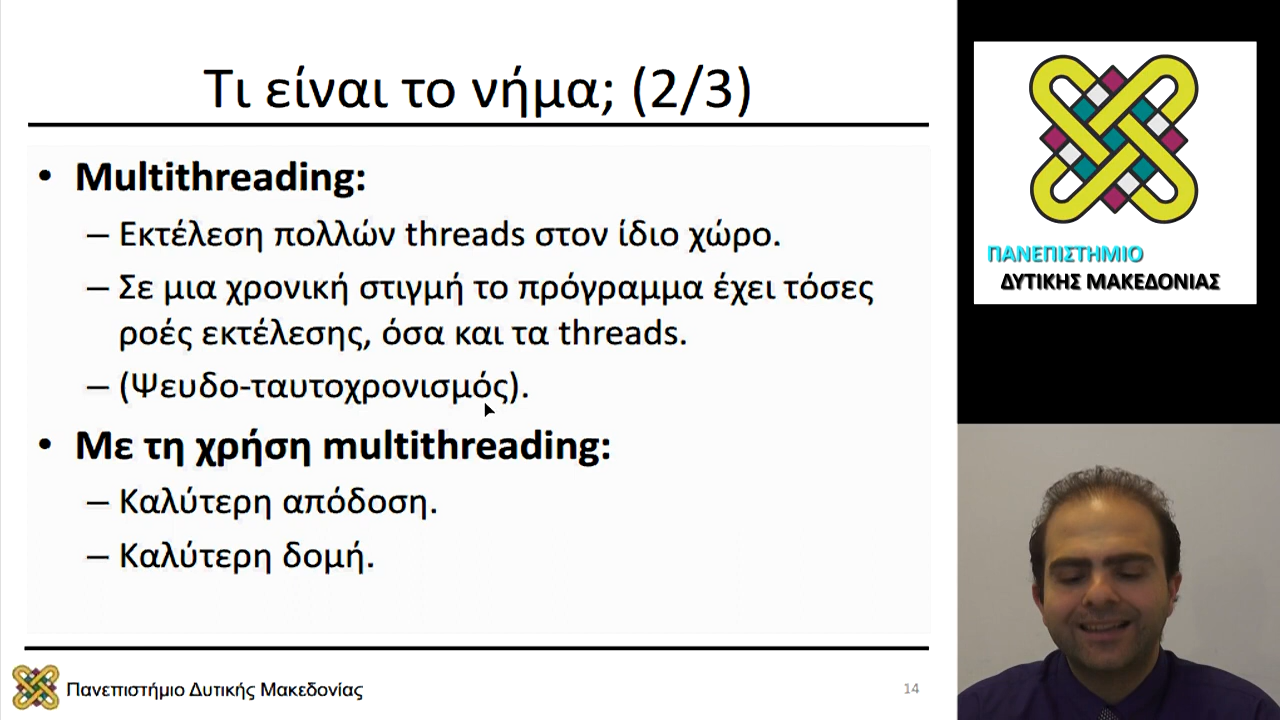 Τι είναι το νήμα; (2/3)
• Multithreading:
– Εκτέλεση πολλών threads στον ίδιο χώρο.
– Σε μια χρονική στιγμή το πρόγραμμα έχει τόσες
ροές εκτέλεσης, όσα και τα threads.
– (Ψευδο-ταυτοχρονισμός).
• Με τη χρήση multithreading:
– Καλύτερη απόδοση.
– Καλύτερη δομή.
Πανεπιστήμιο Δυτικής Μακεδονίας
14
ΠΑΝΕΠΙΣΤΗΜΙΟ
ΔΥΤΙΚΗΣ ΜΑΚΕΔΟΝΙΑΣ